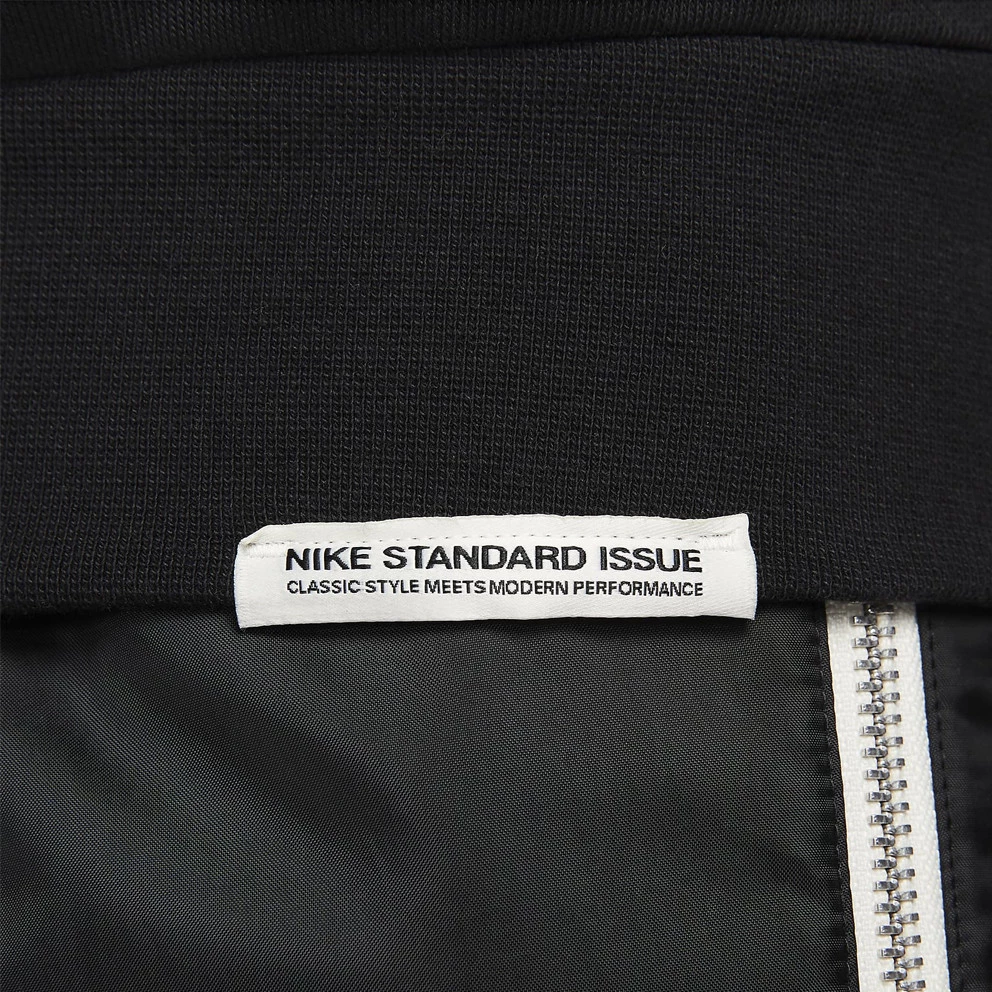 NIKE STANDARD ISSUE
CLASSIC STYLE MEETS MODERN PERFORMANCE